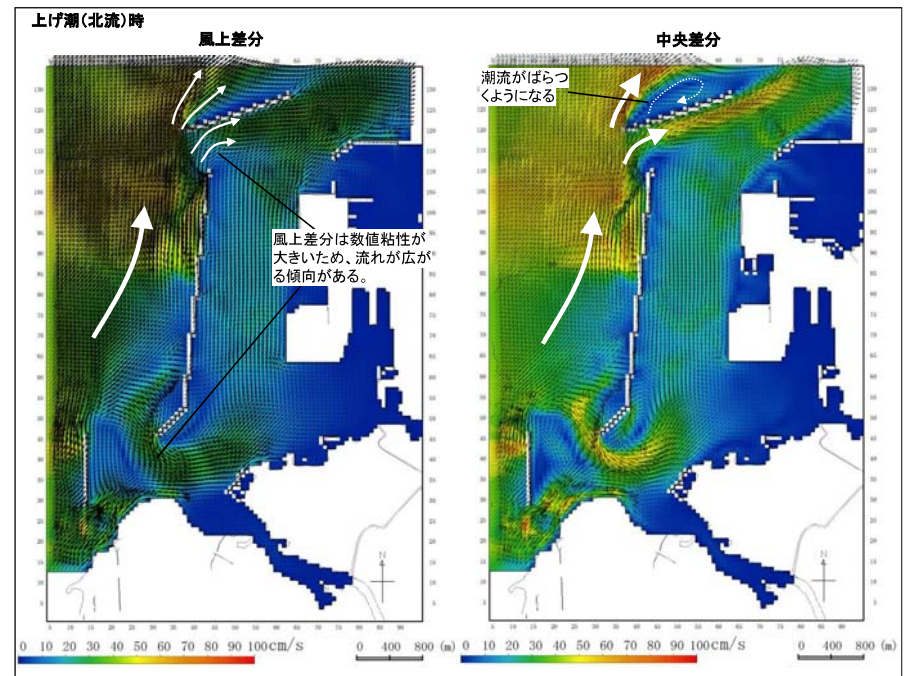 上げ潮(北流)時
風上差分
中央差分
潮流がばらつ
くようになる
風上差分は数値粘性が
大きいため、流れが広が
る傾向がある。
N
N
0 10 20 30 40 50 60 70 80 90 100cm/s
0 400 800 (m)
0 10 20 30 40 50 60 70 80 90 100cm/s
0 400 800 (m)